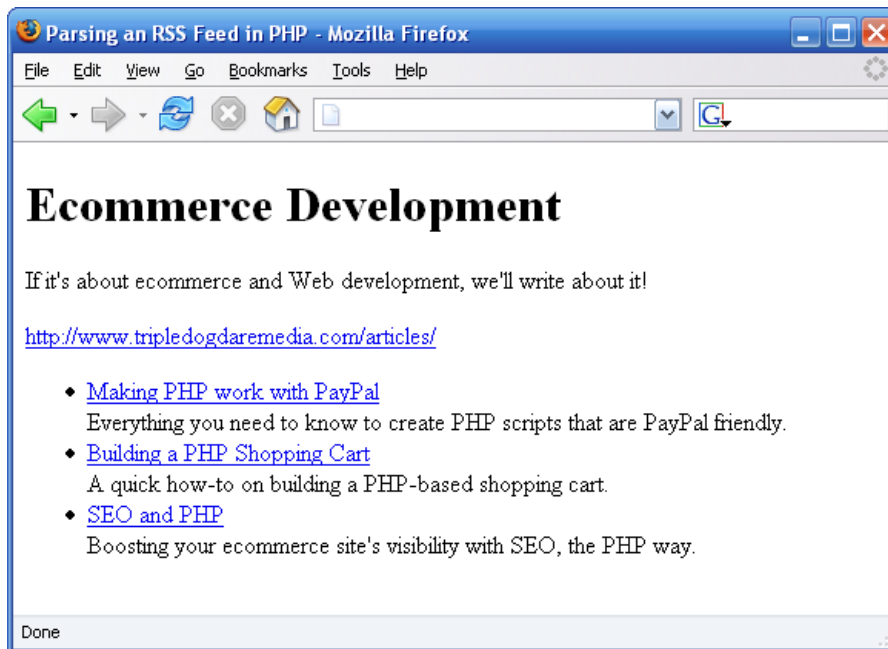 Parsing an RSS Feed in PHP - Mozilla Firefox
File Edit View Go Bookmarks Tools Help
G
Ecommerce Development
If it's about ecommerce and Web development, we'll write about it!
http://www.tripledogdaremedia.com/articles/
Making PHP work with PayPal
Everything you need to know to create PHP scripts that are PayPal friendly.
Building a PHP Shopping Cart
A quick how-to on building a PHP-based shopping cart.
SEO and PHP
Boosting your ecommerce site's visibility with SEO, the PHP way.
Done